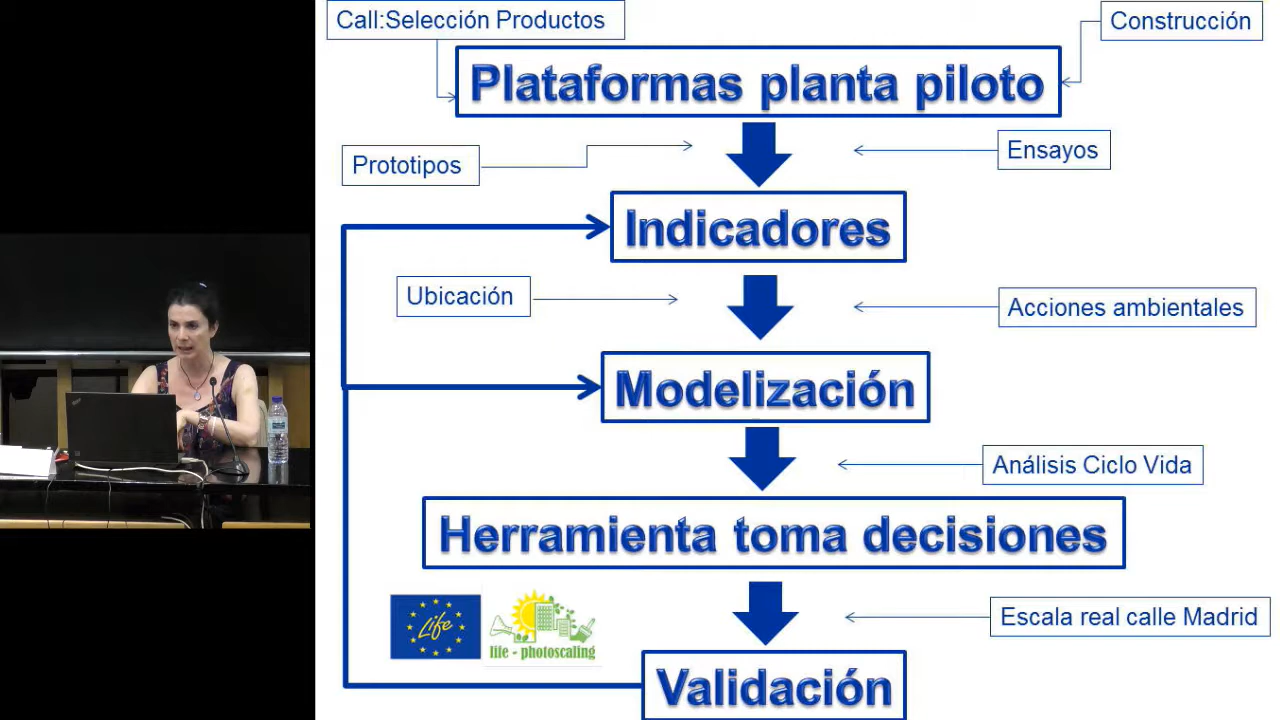 Call:Selección Productos
Construcción
Plataformas planta piloto
Prototipos
Ensayos
Indicadores
Ubicación
Acciones ambientales
Modelización
Análisis Ciclo Vida
Herramienta toma decisiones
Life
life - photoscaling
Escala real calle Madrid
Validación